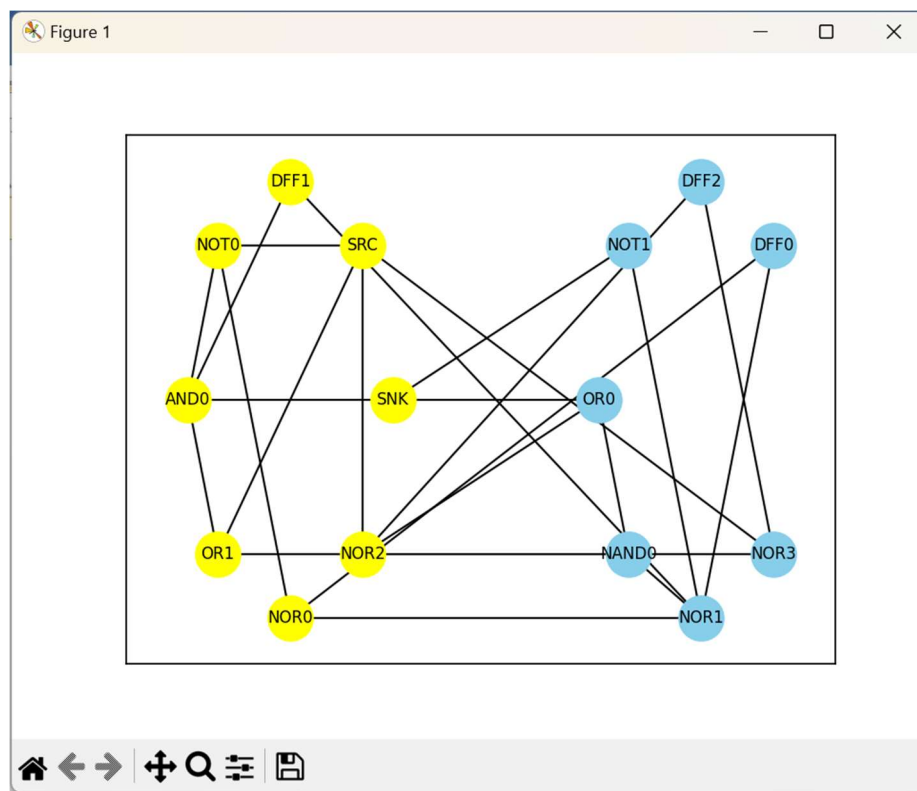 Figure 1
DFF1
DFF2
NOT0
SRC
NOT1
DFF0
AND0
SNK
OR0
OR1
NOR2
NAND0
NOR3
NOR0
NOR1